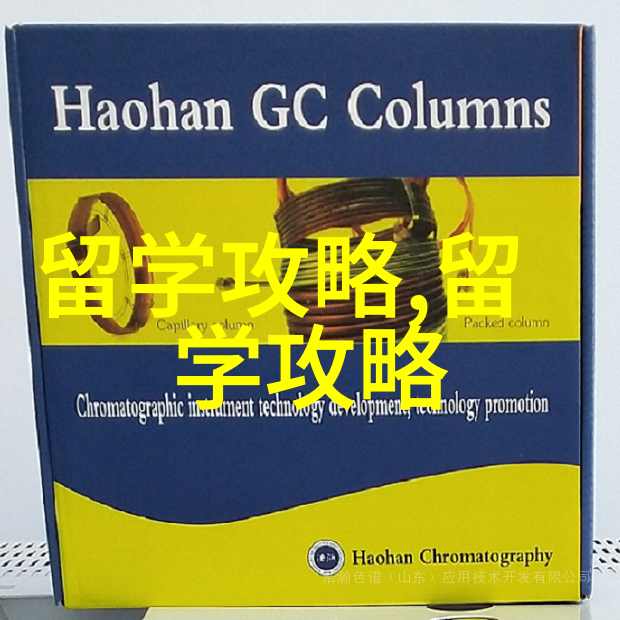 Haohan GC Columns
留学攻略,留
学攻略
Capillary column
Packed column
Chromatographic instrument technology development, technology promotion
Haohan Chromatography
浩瀚色谱（山东）应用技术开发有限公司